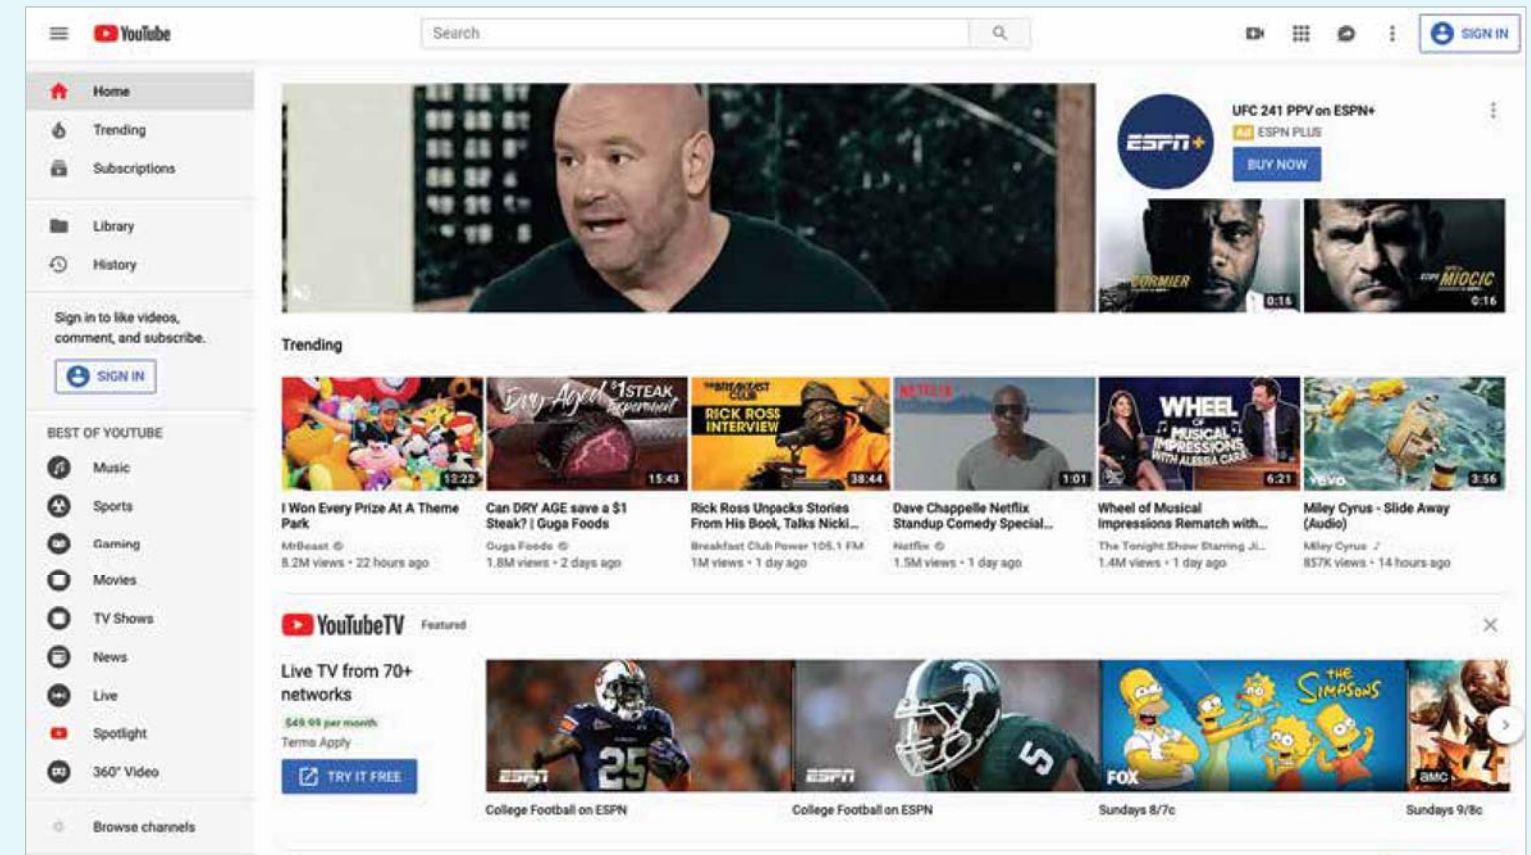 YouTube
Search
SIGN IN
Home
Trending
Subscriptions
Library
History
Sign in to like videos,
comment, and subscribe.
SIGN IN
BEST OF YOUTUBE
Music
Sports
Gaming
Movies
TV Shows
News
Live
Spotlight
360° Video
Browse channels
ESPN+
UFC 241 PPV on ESPN+
Ad ESPN PLUS
BUY NOW
CORMIER
0:16
STIPE MIOCIC
0:16
Trending
13:22
I Won Every Prize At A Theme
Park
MrBeast
8.2M views • 22 hours ago
Dry-Aged $1 STEAK
Experiment
15:43
Can DRY AGE save a $1
Steak? | Guga Foods
Guga Foods
1.8M views • 2 days ago
THE BREAKFAST
CLUB
RICK ROSS
INTERVIEW
38:44
Rick Ross Unpacks Stories
From His Book, Talks Nicki...
Breakfast Club Power 105.1 FM
1M views • 1 day ago
NETFLIX
1:01
Dave Chappelle Netflix
Standup Comedy Special...
Netflix
1.5M views • 1 day ago
WHEEL
OF
MUSICAL
IMPRESSIONS
WITH ALESSIA CARA
6:21
Wheel of Musical
Impressions Rematch with...
The Tonight Show Starring Ji...
1.4M views • 1 day ago
vevo
3:56
Miley Cyrus - Slide Away
(Audio)
Miley Cyrus
857K views • 14 hours ago
YouTubeTV Featured
Live TV from 70+
networks
$49.99 per month
Terms Apply
TRY IT FREE
25
ESPN
College Football on ESPN
5
ESPN
College Football on ESPN
THE
SIMPSONS
FOX
Sundays 8/7c
amc
Sundays 9/8c